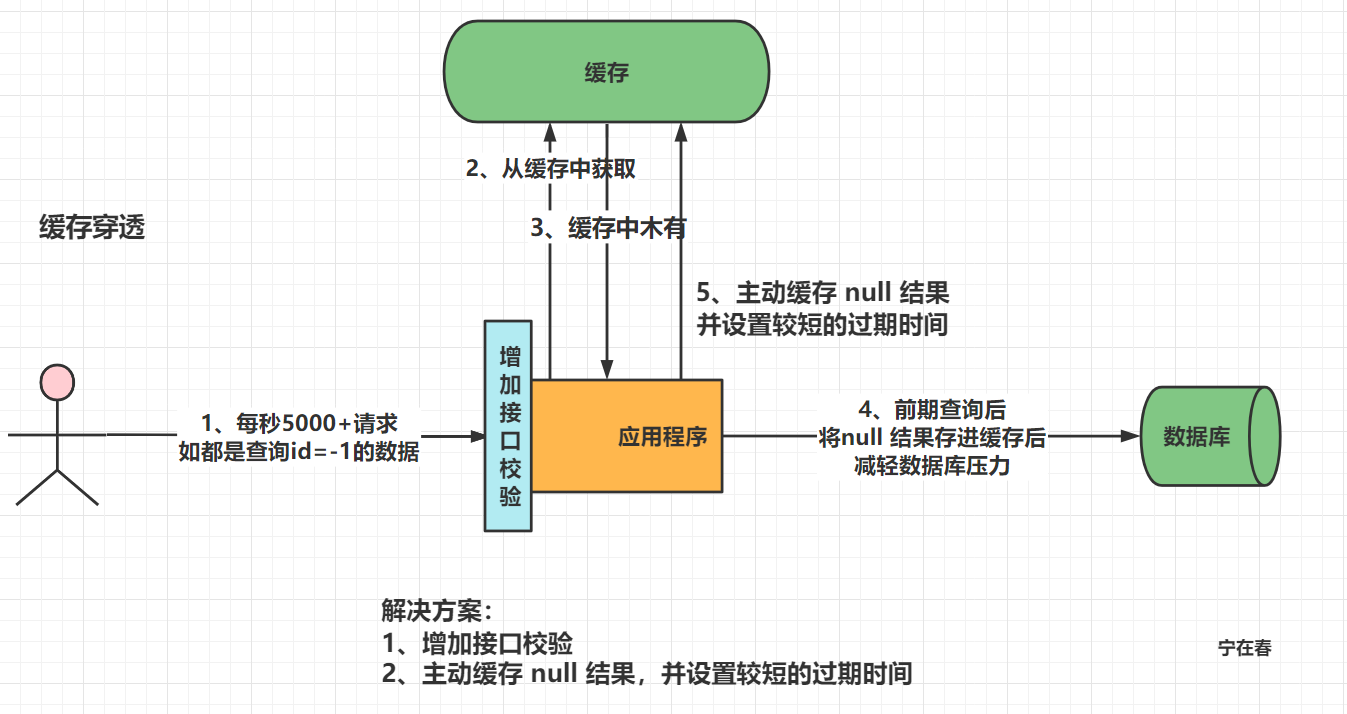 缓存
2、从缓存中获取
3、缓存中木有
缓存穿透
5、主动缓存 null 结果
并设置较短的过期时间
增
加
接
口
校
验
1、每秒5000+请求
如都是查询id=-1的数据
应用程序
4、前期查询后
将null 结果存进缓存后
减轻数据库压力
数据库
解决方案：
1、增加接口校验
2、主动缓存 null 结果，并设置较短的过期时间
宁在春